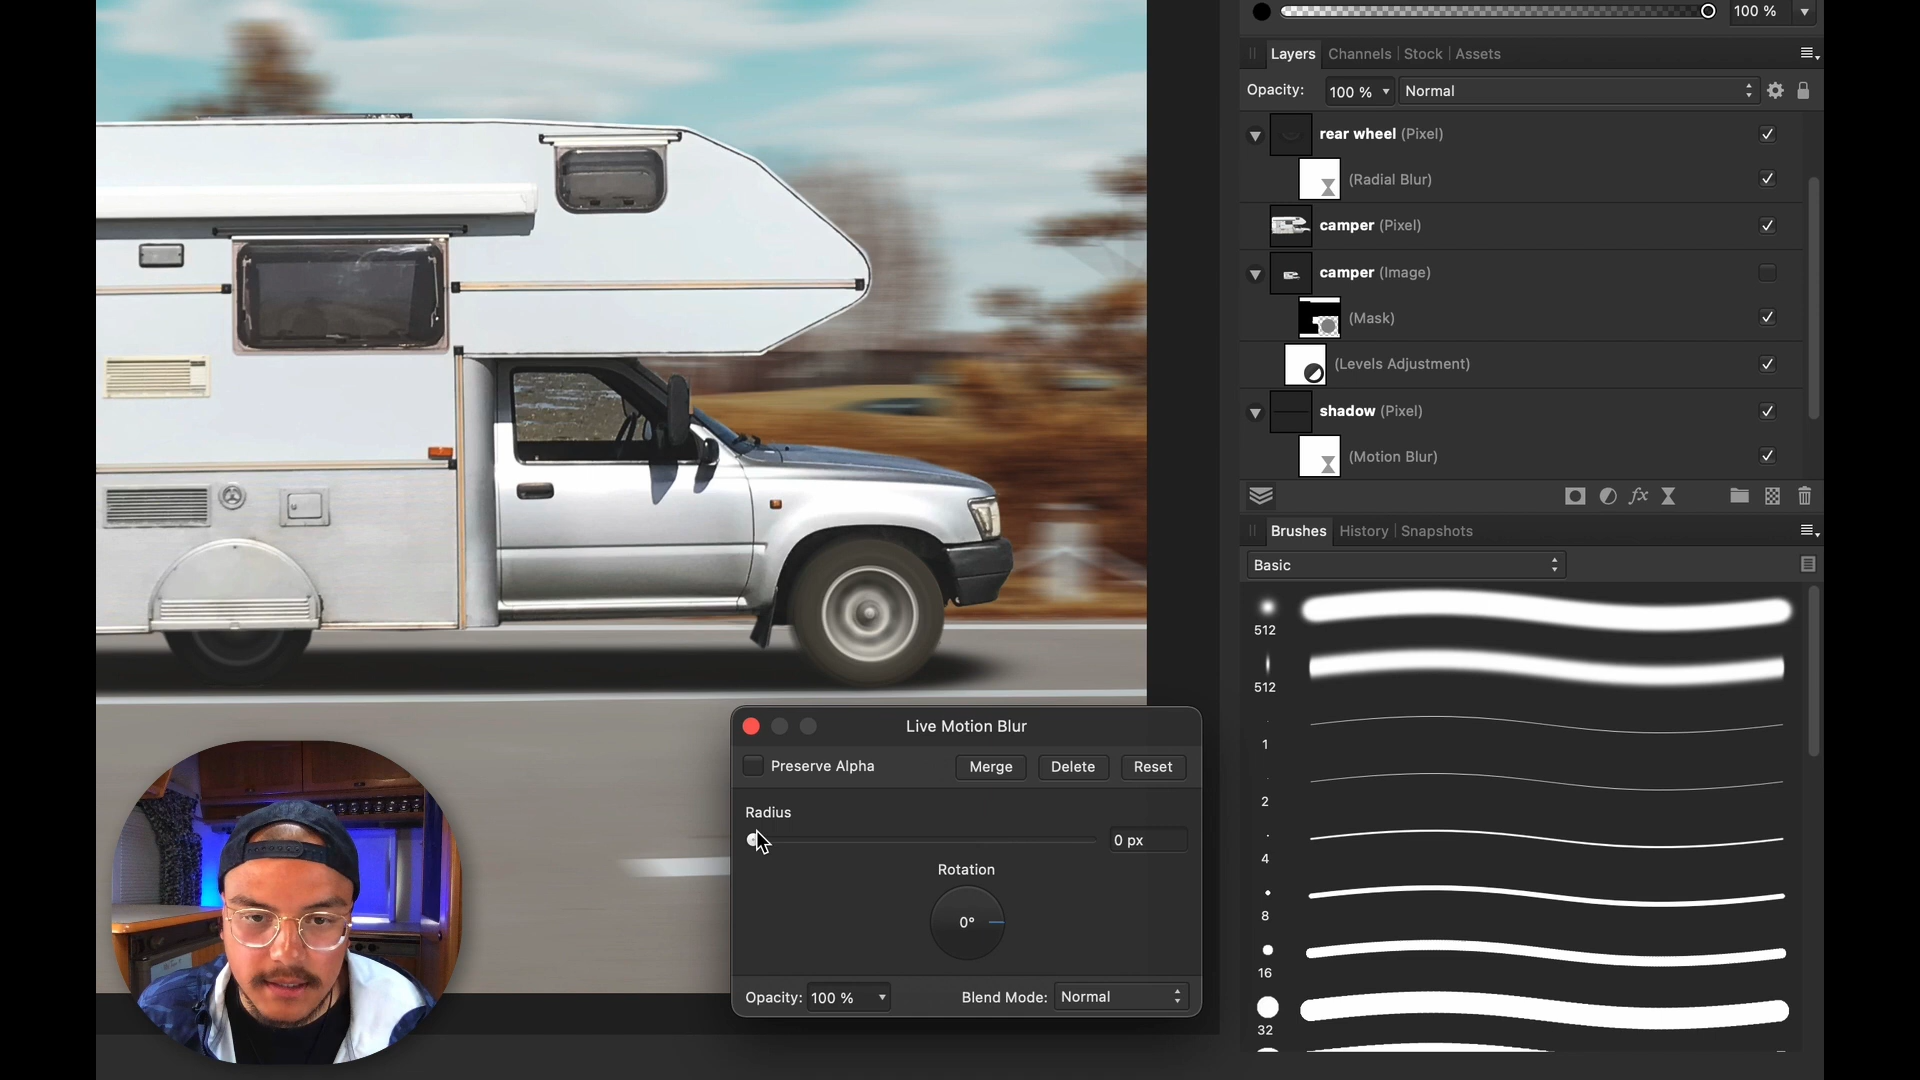 100 %
Layers Channels Stock Assets
Opacity: 100 % Normal
rear wheel (Pixel)
(Radial Blur)
camper (Pixel)
camper (Image)
(Mask)
(Levels Adjustment)
shadow (Pixel)
(Motion Blur)
fx
Brushes History Snapshots
Basic
512
512
1
2
4
8
16
32
Live Motion Blur
Preserve Alpha Merge Delete Reset
Radius
0 px
Rotation
0°
Opacity: 100 % Blend Mode: Normal